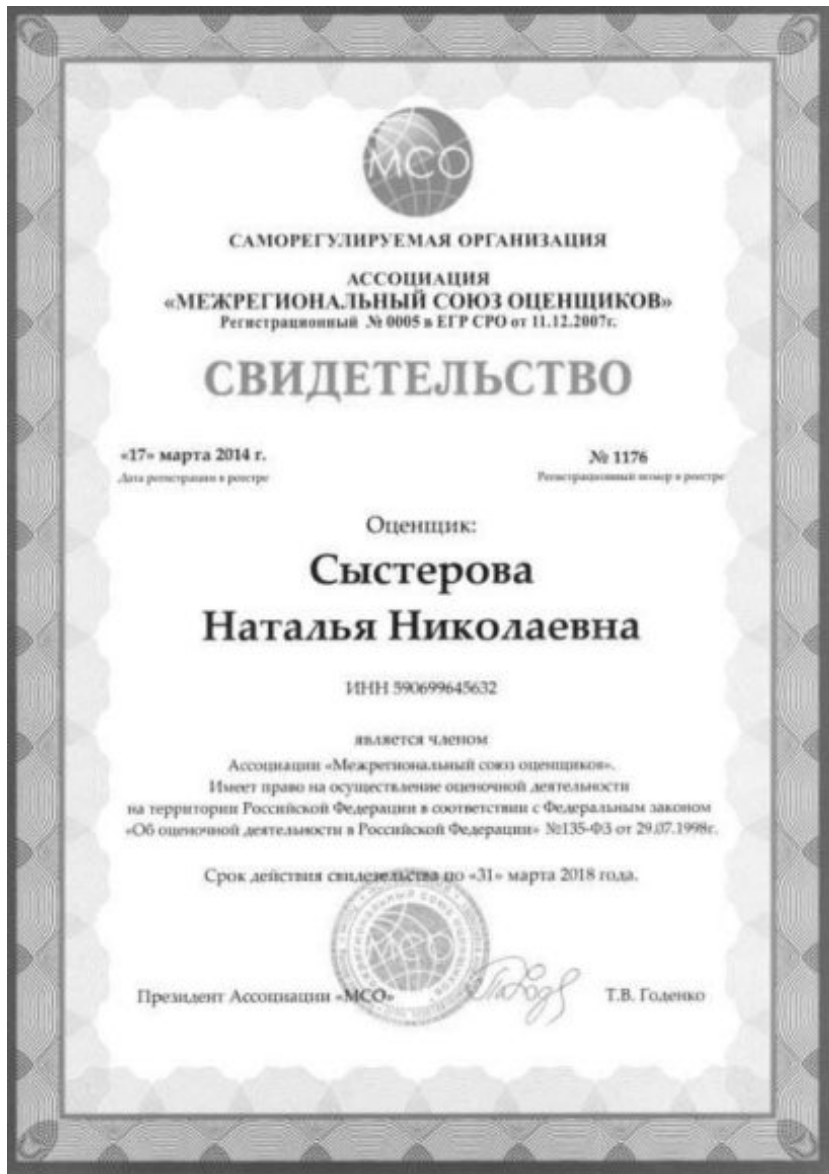 МСО
САМОРЕГУЛИРУЕМАЯ ОРГАНИЗАЦИЯ
АССОЦИАЦИЯ
«МЕЖРЕГИОНАЛЬНЫЙ СОЮЗ ОЦЕНЩИКОВ»
Регистрационный № 0005 в ЕГР СРО от 11.12.2007г.
СВИДЕТЕЛЬСТВО
«17» марта 2014 г. № 1176
Дата регистрации в реестре Регистрационный номер в реестре
Оценщик:
Сыстерова
Наталья Николаевна
ИНН 590699645632
является членом
Ассоциации «Межрегиональный союз оценщиков».
Имеет право на осуществление оценочной деятельности
на территории Российской Федерации в соответствии с Федеральным законом
«Об оценочной деятельности в Российской Федерации» №135-ФЗ от 29.07.1998г.
Срок действия свидетельства по «31» марта 2018 года.
МСО
Президент Ассоциации «МСО» Т.В. Годенко